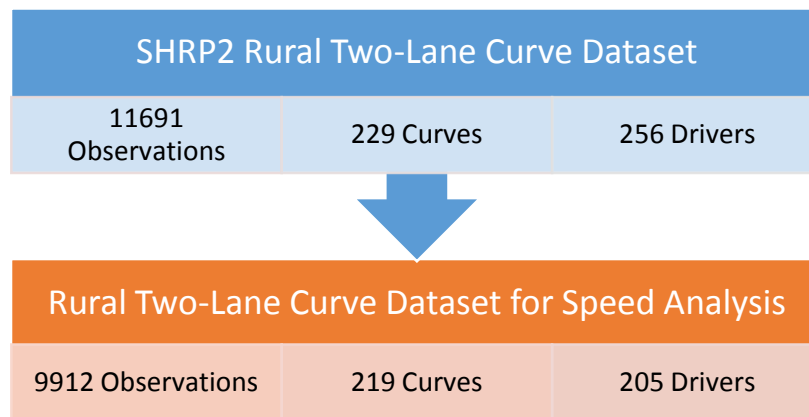 SHRP2 Rural Two-Lane Curve Dataset
11691
Observations
229 Curves
256 Drivers
Rural Two-Lane Curve Dataset for Speed Analysis
9912 Observations
219 Curves
205 Drivers